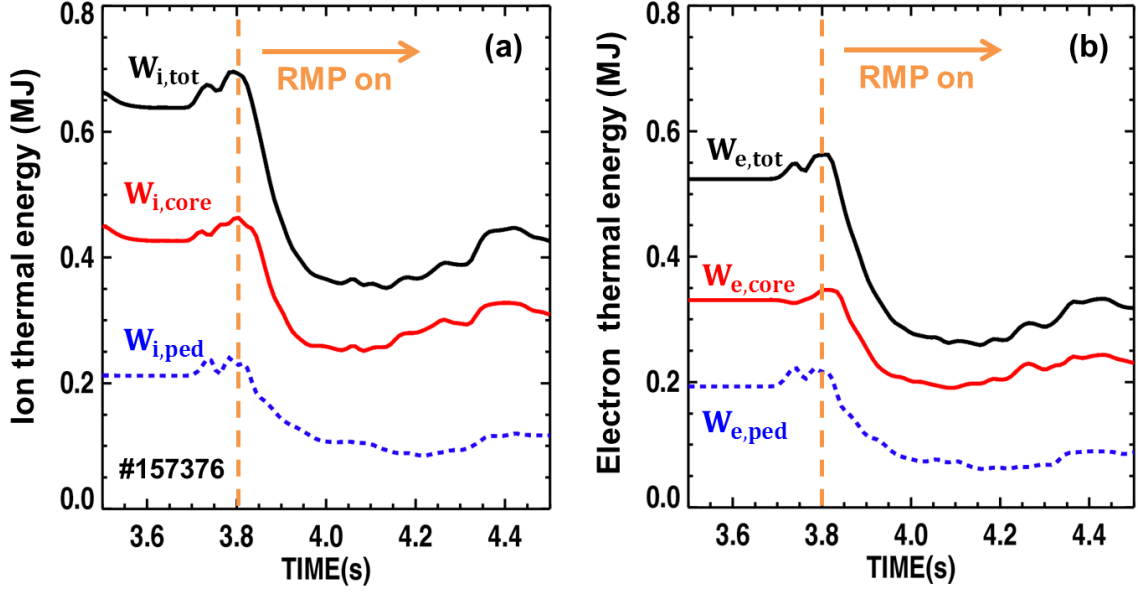 Ion thermal energy (MJ)
0.8
0.6
0.4
0.2
0.0
(a)
RMP on
W_i,tot
W_i,core
W_i,ped
#157376
3.6 3.8 4.0 4.2 4.4
TIME(s)
Electron thermal energy (MJ)
0.8
0.6
0.4
0.2
0.0
(b)
RMP on
W_e,tot
W_e,core
W_e,ped
3.6 3.8 4.0 4.2 4.4
TIME(s)